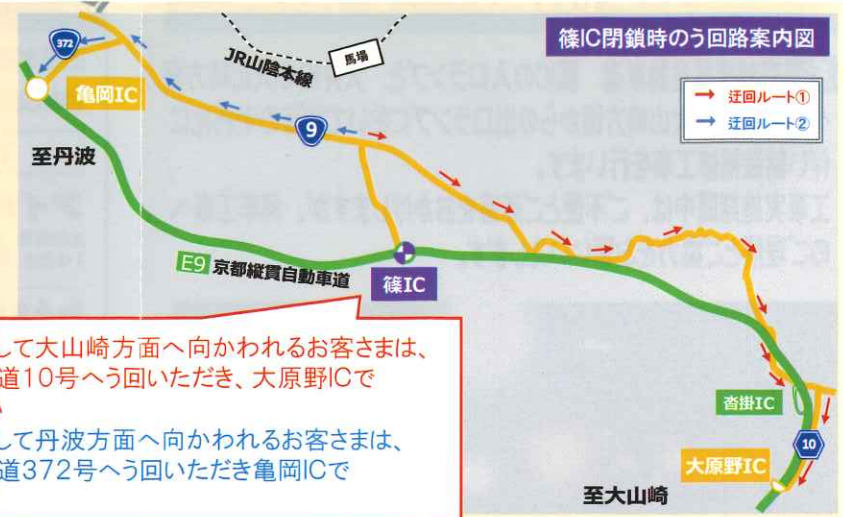 篠IC閉鎖時のう回路案内図
迂回ルート①
迂回ルート②
372
亀岡IC
JR山陰本線
馬場
9
至丹波
E9 京都縦貫自動車道
篠IC
して大山崎方面へ向かわれるお客さまは、
道10号へう回いただき、大原野ICで
して丹波方面へ向かわれるお客さまは、
道372号へう回いただき亀岡ICで
沓掛IC
10
大原野IC
至大山崎